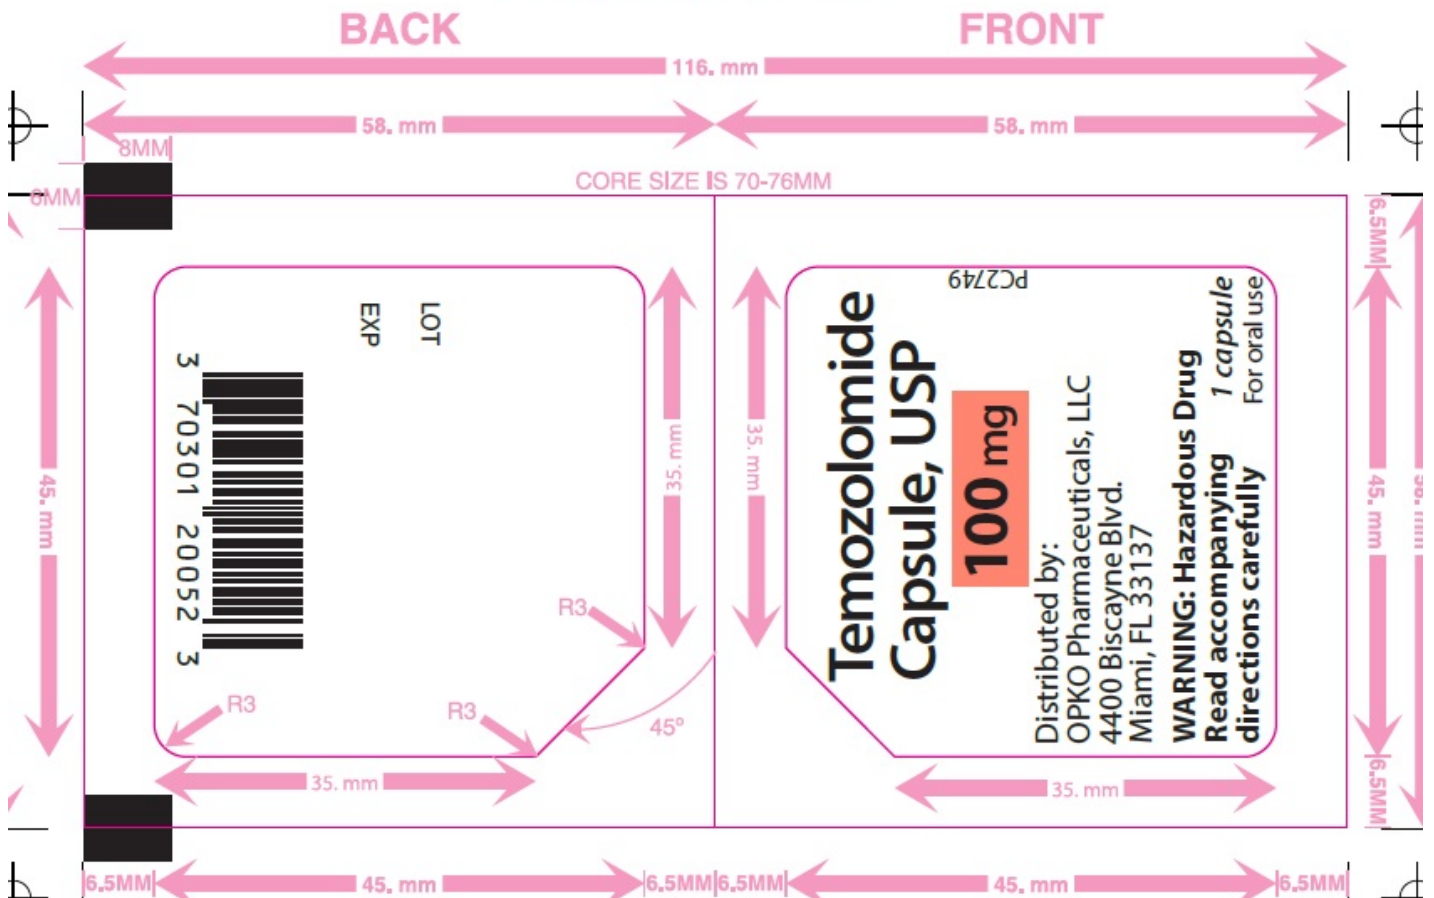 BACK
FRONT
116. mm
58. mm
58. mm
8MM
6MM
CORE SIZE IS 70-76MM
6.5MM
45. mm
EXP
LOT
3 70301 20052 3
35. mm
R3
R3
R3
45º
35. mm
35. mm
PC2749
Temozolomide
Capsule, USP
100 mg
Distributed by:
OPKO Pharmaceuticals, LLC
4400 Biscayne Blvd.
Miami, FL 33137
WARNING: Hazardous Drug
Read accompanying
directions carefully
1 capsule
For oral use
35. mm
45. mm
6.5MM
6.5MM
45. mm
6.5MM
6.5MM
45. mm
6.5MM